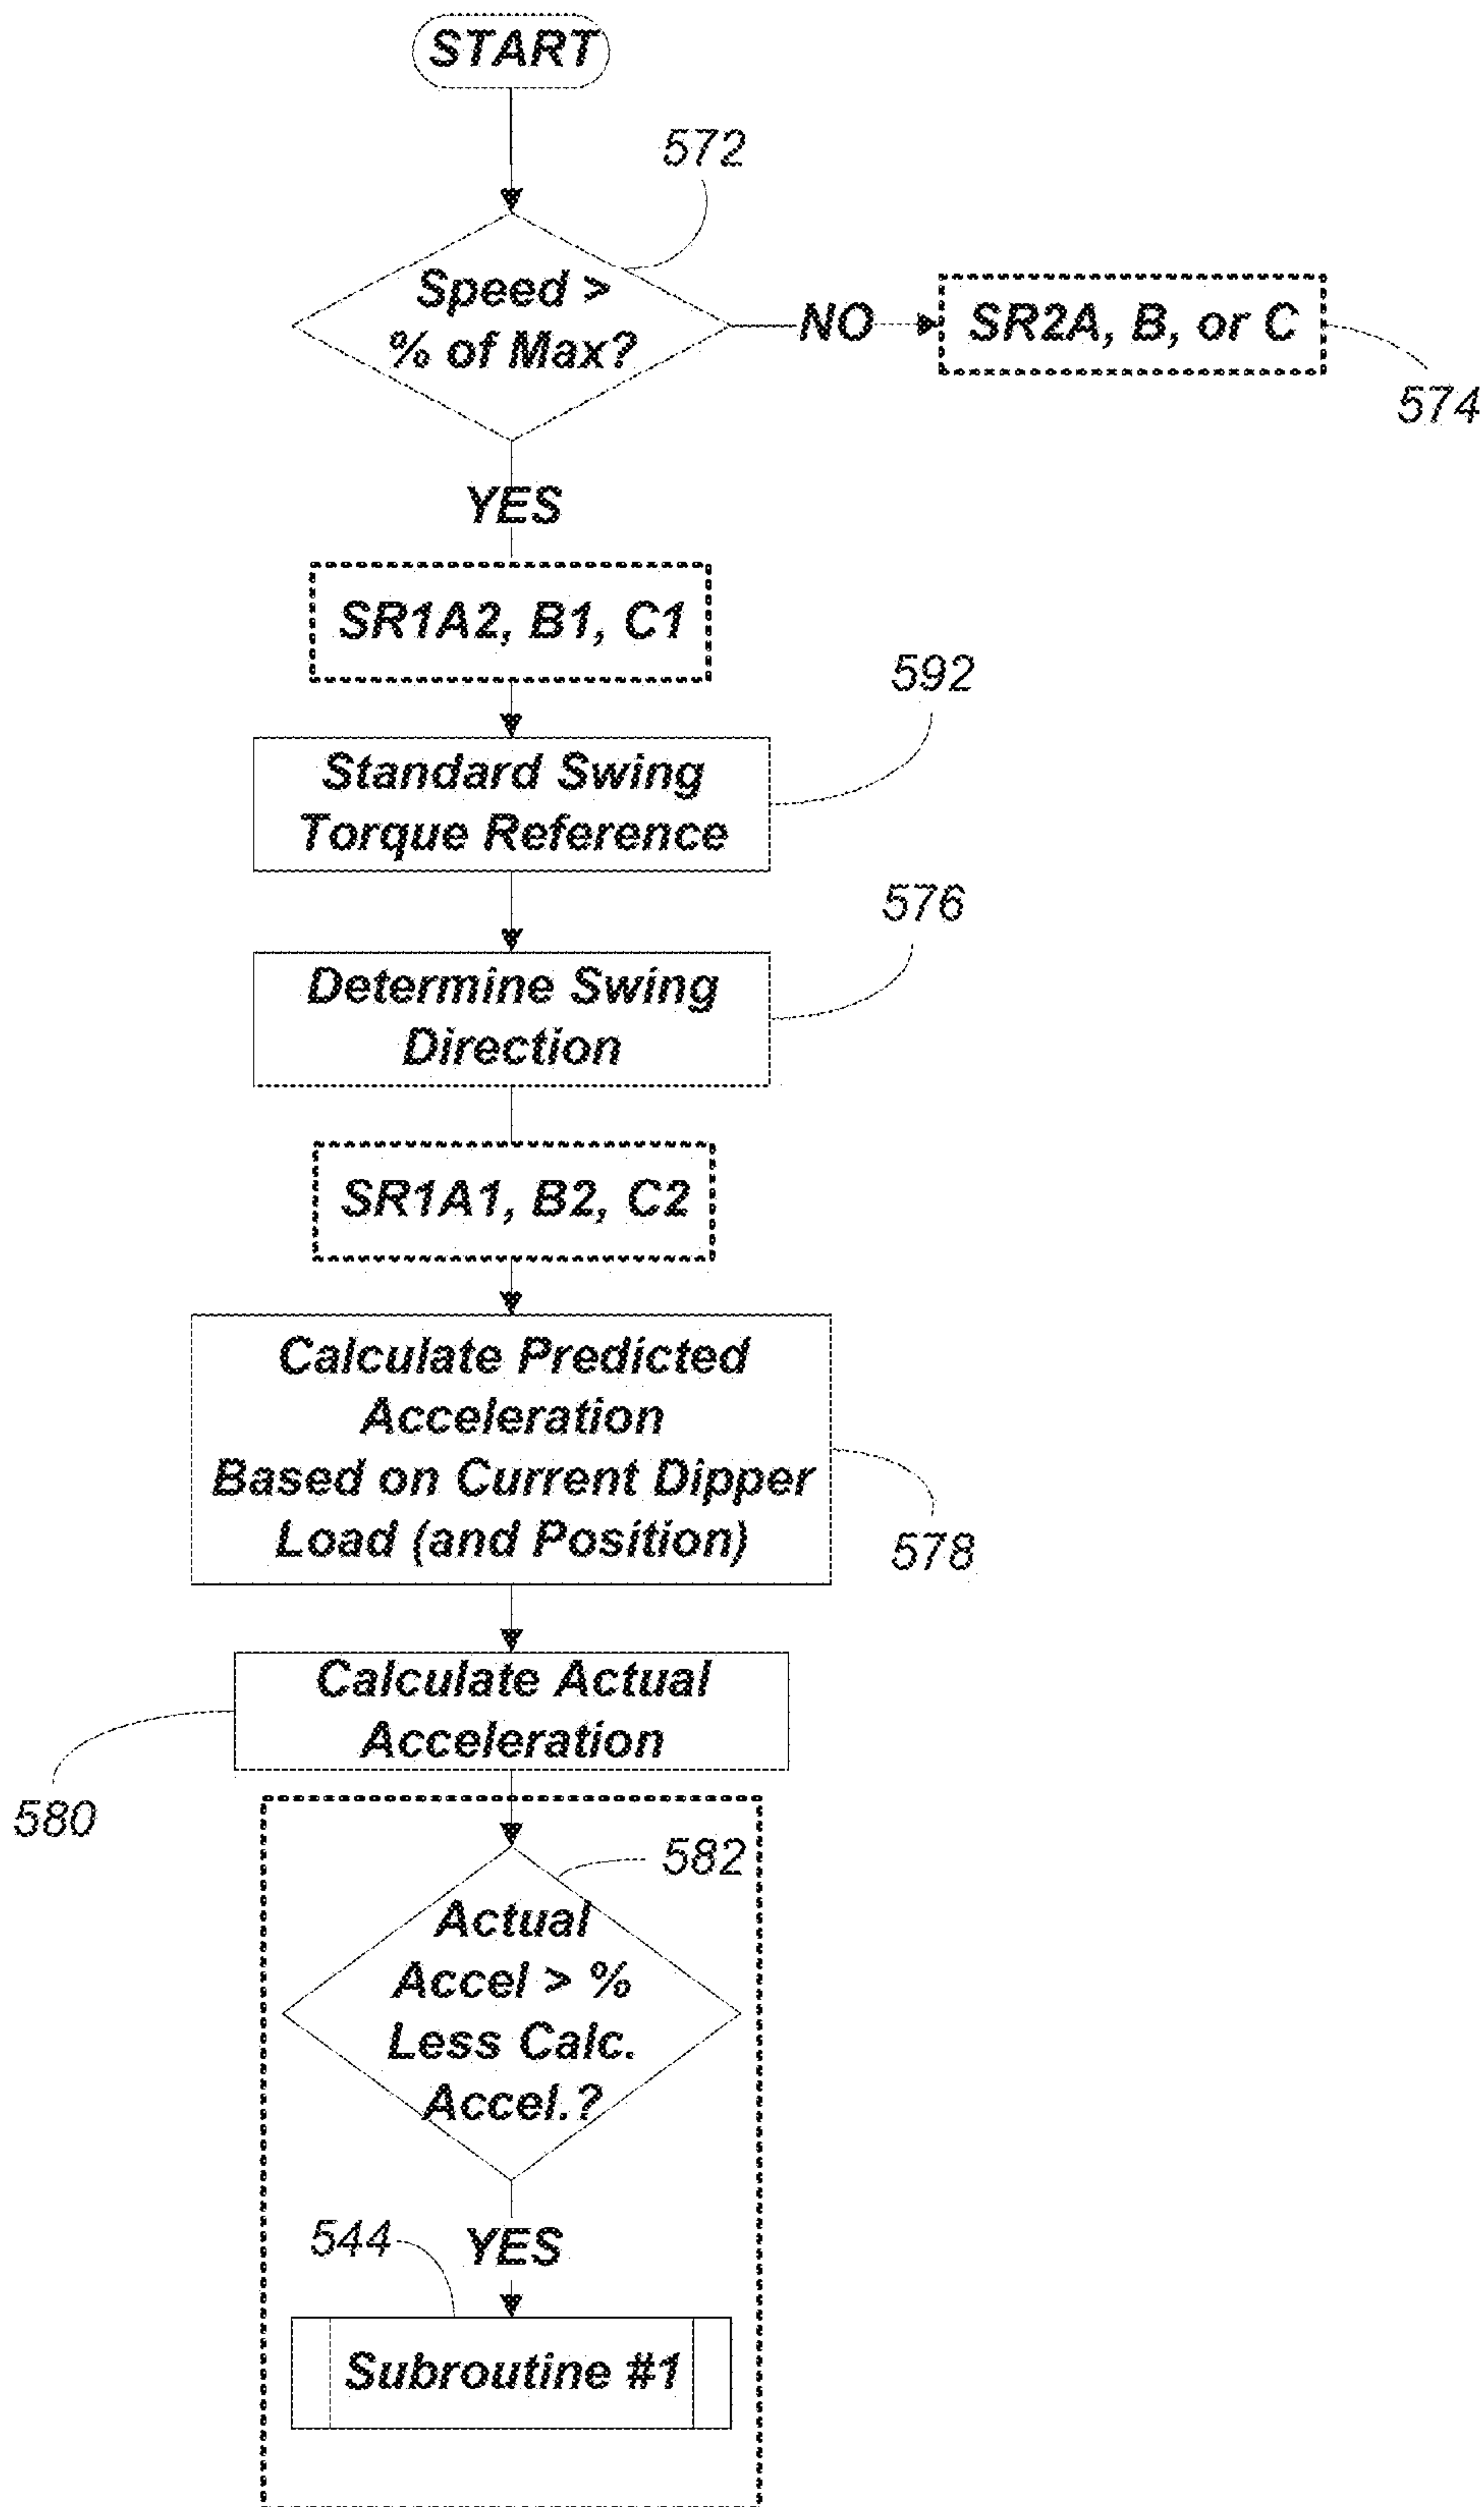 START
572
Speed >
% of Max?
NO
SR2A, B, or C
574
YES
SR1A2, B1, C1
592
Standard Swing
Torque Reference
576
Determine Swing
Direction
SR1A1, B2, C2
Calculate Predicted
Acceleration
Based on Current Dipper
Load (and Position)
578
Calculate Actual
Acceleration
580
582
Actual
Accel > %
Less Calc.
Accel.?
544
YES
Subroutine #1